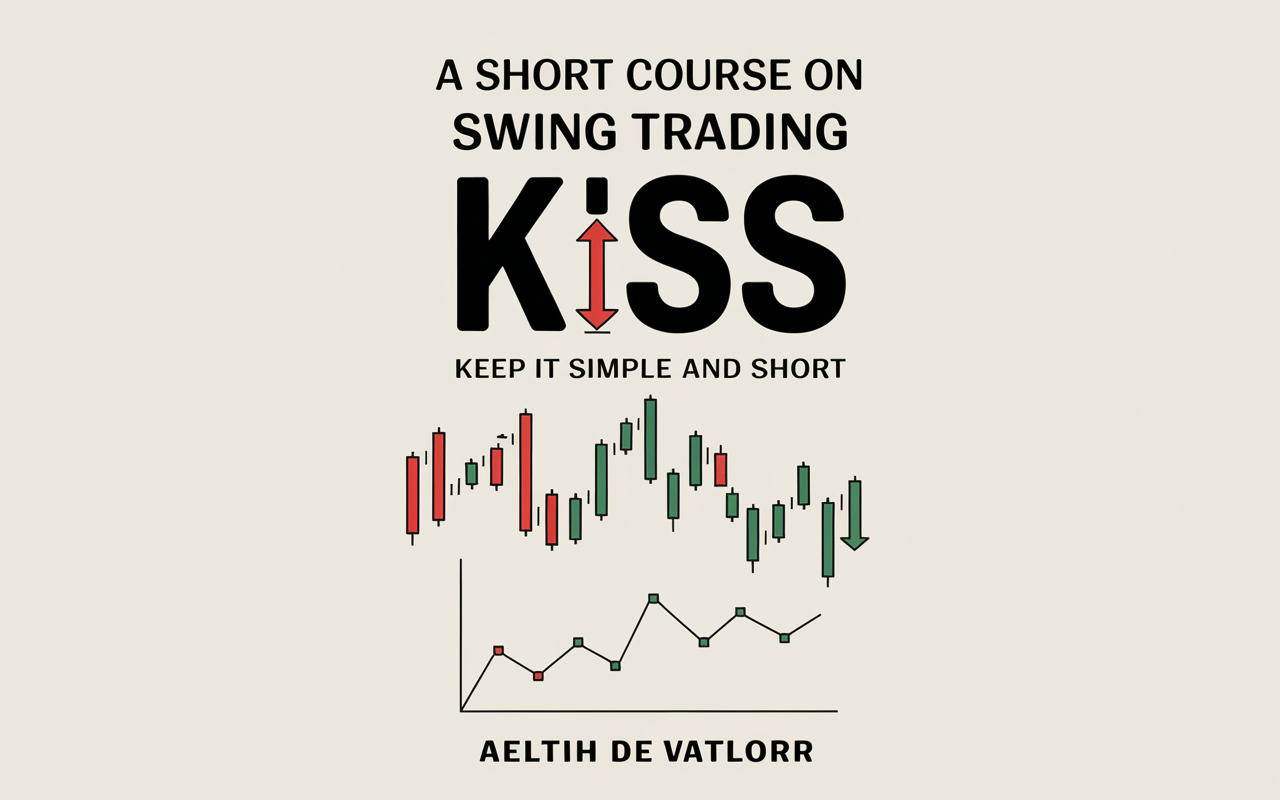 A SHORT COURSE ON
SWING TRADING
KiSS
KEEP IT SIMPLE AND SHORT
AELTIH DE VATLORR